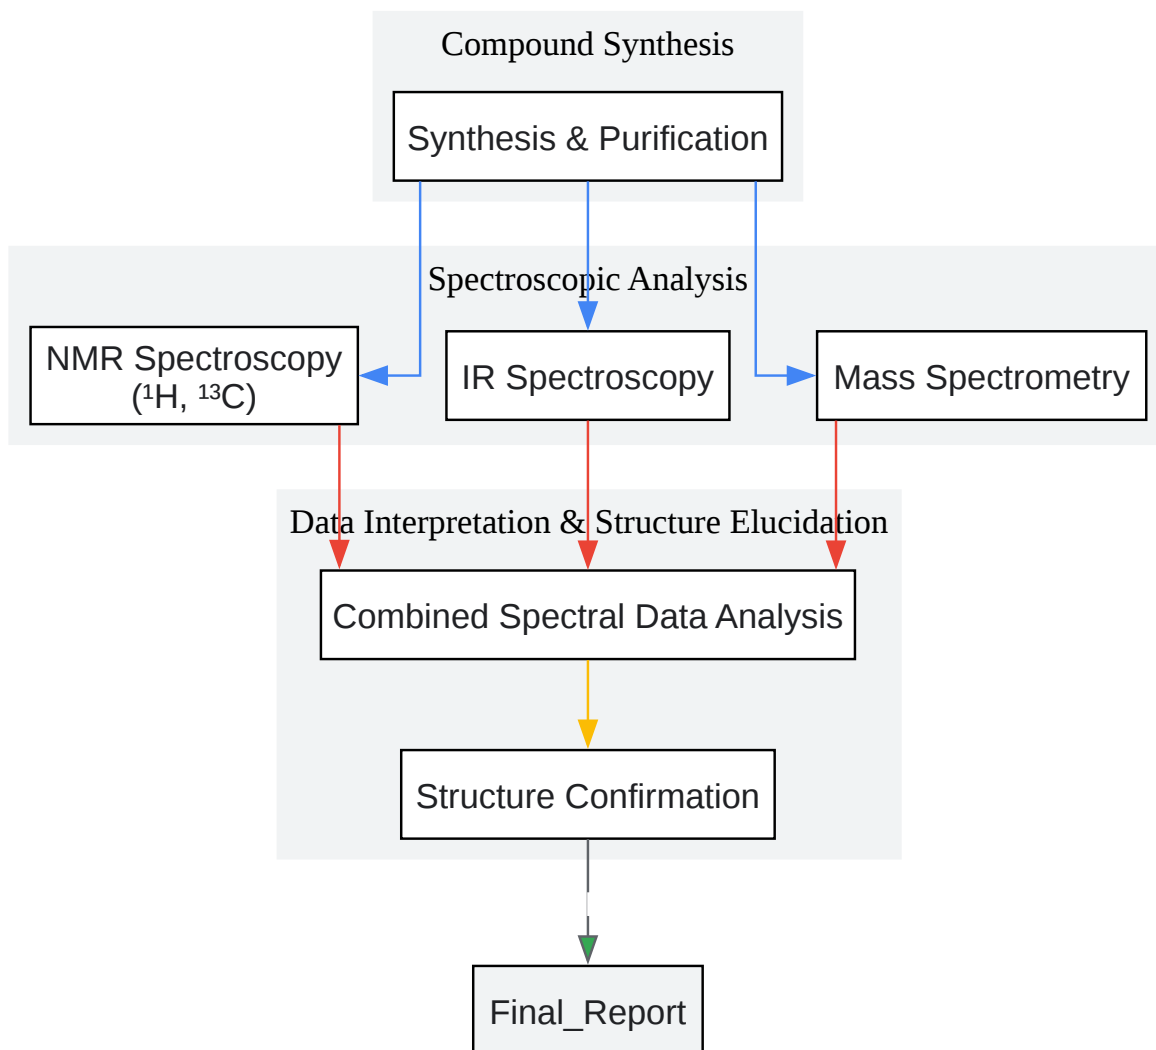 Compound Synthesis
Synthesis & Purification
Spectroscopic Analysis
NMR Spectroscopy
(¹H, ¹³C)
IR Spectroscopy
Mass Spectrometry
Data Interpretation & Structure Elucidation
Combined Spectral Data Analysis
Structure Confirmation
Final_Report